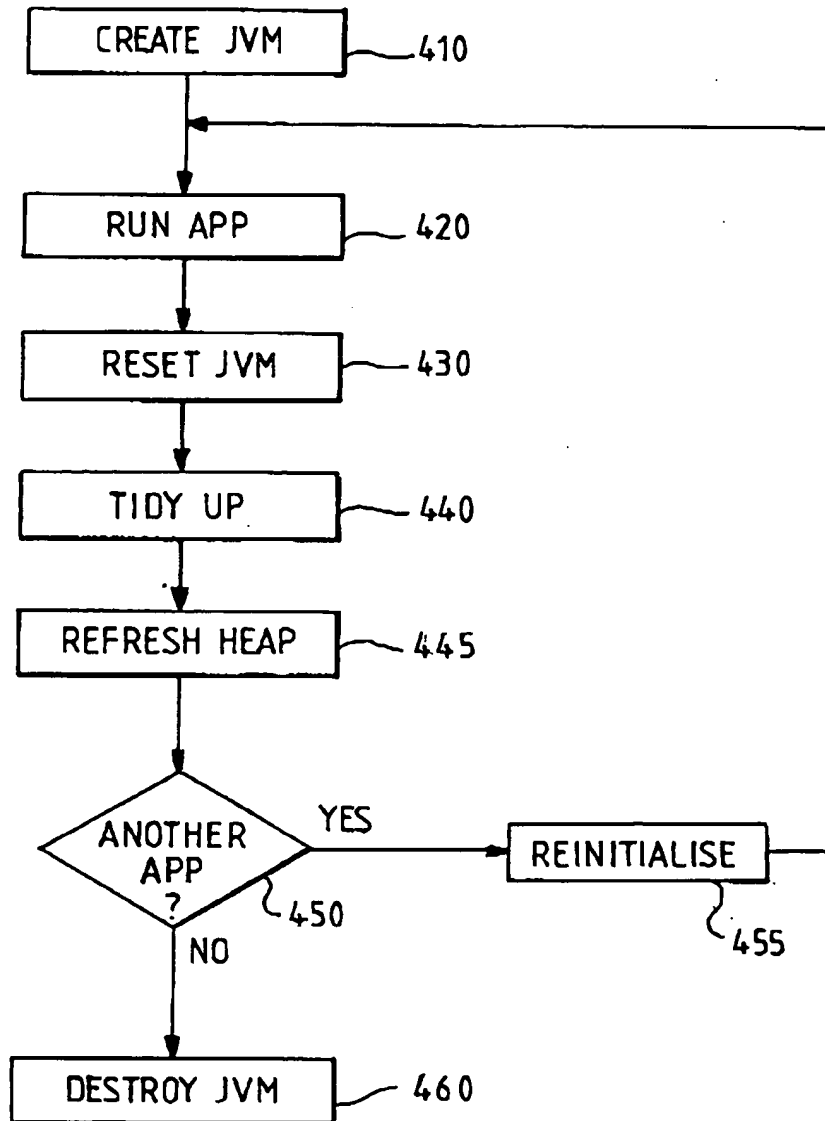 CREATE JVM
410
RUN APP
420
RESET JVM
430
TIDY UP
440
REFRESH HEAP
445
ANOTHER
APP
?
YES
450
NO
REINITIALISE
455
DESTROY JVM
460